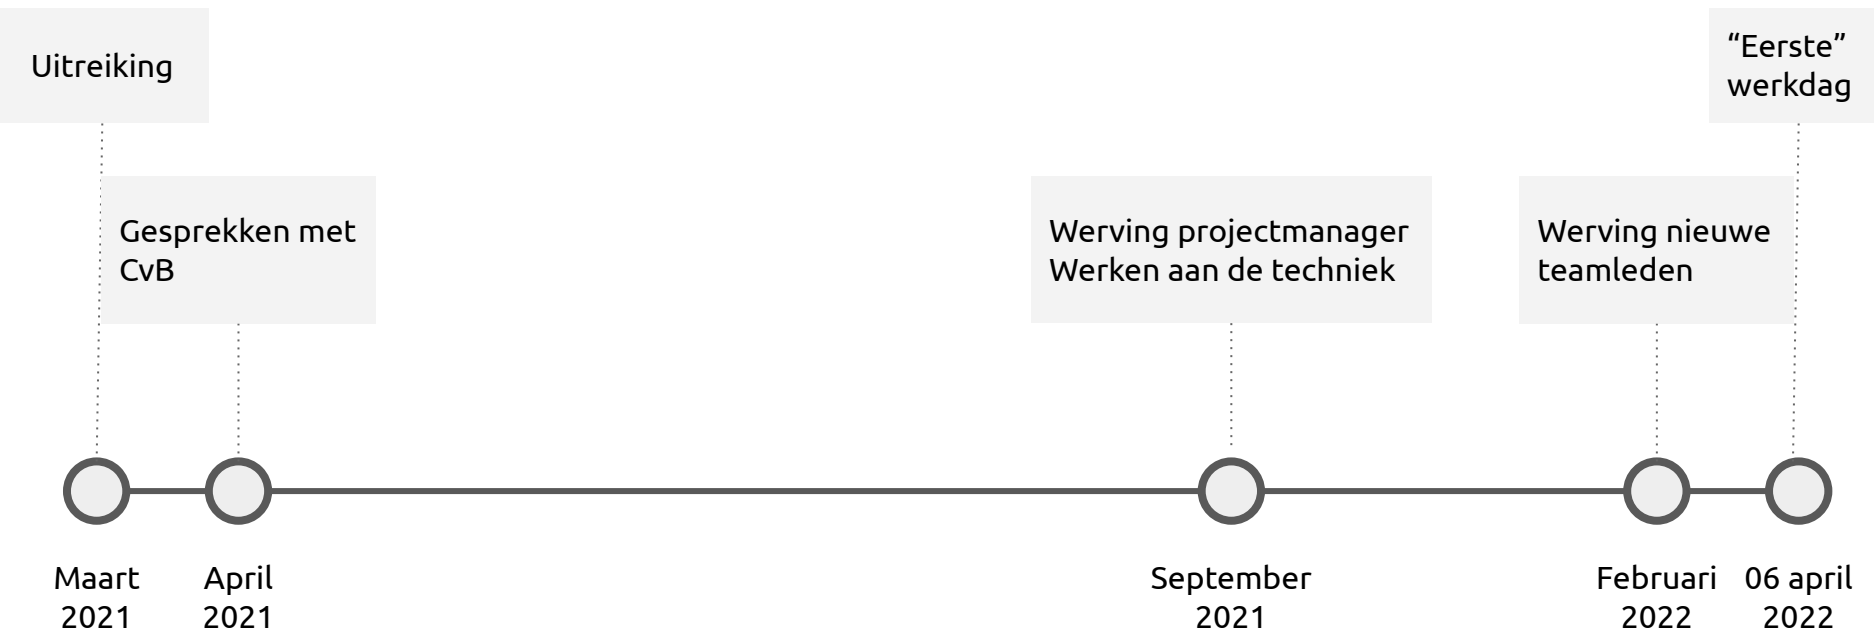 Uitreiking
“Eerste”
werkdag
Gesprekken met
CvB
Werving projectmanager
Werken aan de techniek
Werving nieuwe
teamleden
Maart
2021
April
2021
September
2021
Februari
2022
06 april
2022